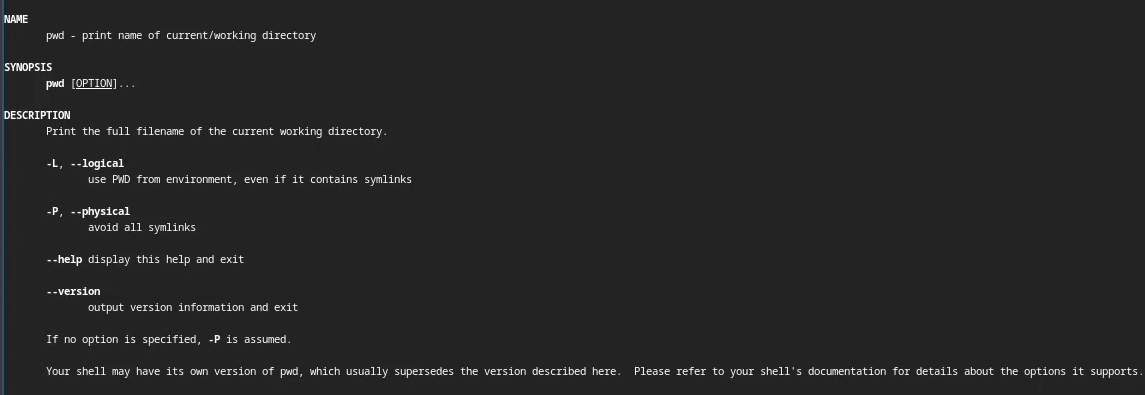 NAME
pwd - print name of current/working directory
SYNOPSIS
pwd [OPTION]...
DESCRIPTION
Print the full filename of the current working directory.
-L, --logical
use PWD from environment, even if it contains symlinks
-P, --physical
avoid all symlinks
--help display this help and exit
--version
output version information and exit
If no option is specified, -P is assumed.
Your shell may have its own version of pwd, which usually supersedes the version described here.  Please refer to your shell's documentation for details about the options it supports.